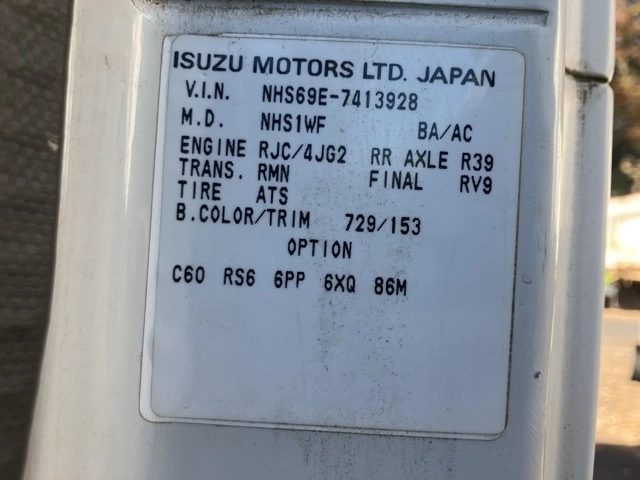 ISUZU MOTORS LTD. JAPAN
V.I.N. NHS69E-7413928
M.D. NHS1WF BA/AC
ENGINE RJC/4JG2 RR AXLE R39
TRANS. RMN FINAL RV9
TIRE ATS
B.COLOR/TRIM 729/153
OPTION
C60 RS6 6PP 6XQ 86M